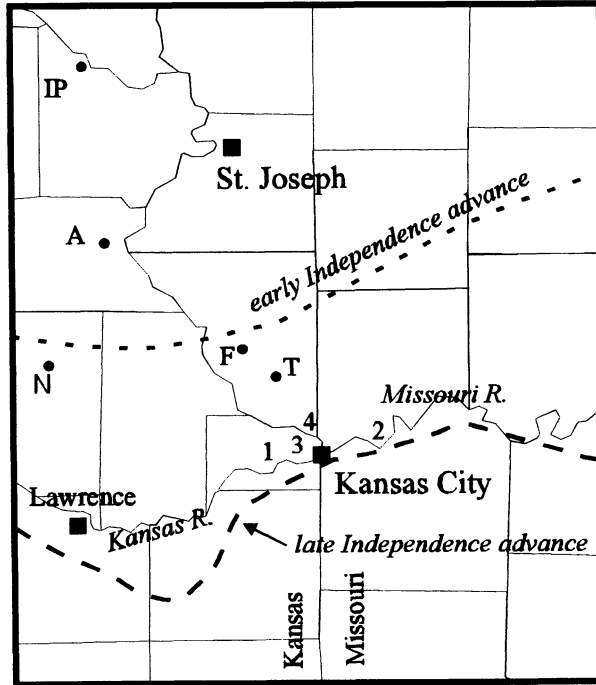 IP
St. Joseph
A
early Independence advance
F
T
N
Missouri R.
4
2
3
1
Kansas City
Lawrence
Kansas R.
late Independence advance
Kansas
Missouri